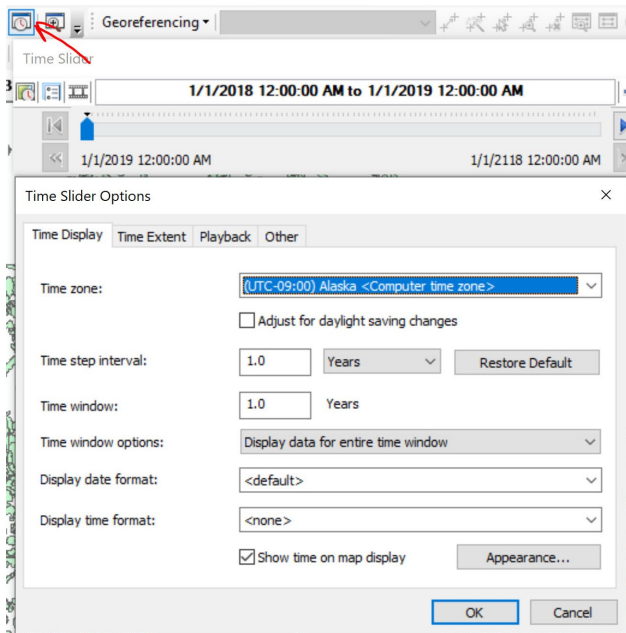 Georeferencing
Time Slider
1/1/2018 12:00:00 AM to 1/1/2019 12:00:00 AM
1/1/2019 12:00:00 AM 1/1/2118 12:00:00 AM
Time Slider Options
Time Display Time Extent Playback Other
Time zone: (UTC-09:00) Alaska <Computer time zone>
Adjust for daylight saving changes
Time step interval: 1.0 Years Restore Default
Time window: 1.0 Years
Time window options: Display data for entire time window
Display date format: <default>
Display time format: <none>
Show time on map display Appearance...
OK Cancel